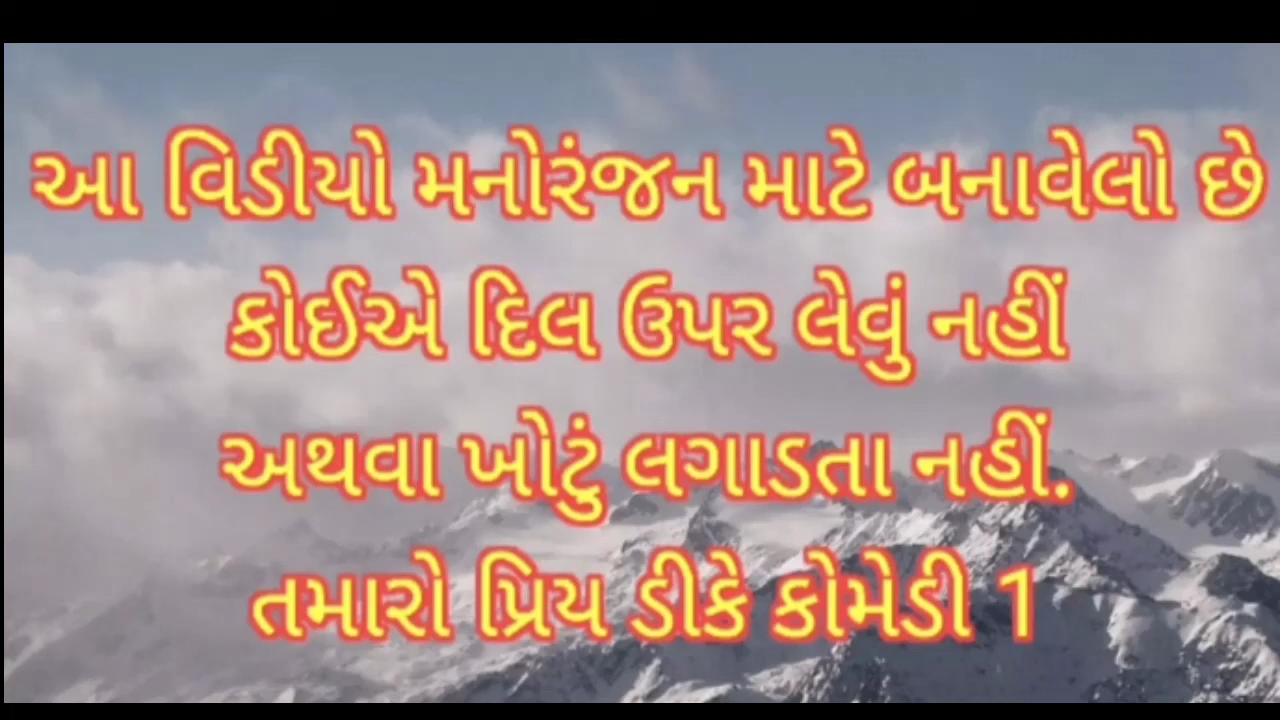 આ વિડીયો મનોરંજન માટે બનાવેલો છે
કોઈએ દિલ ઉપર લેવું નહીં
અથવા ખોટું લગાડતા નહીં.
તમારો પ્રિય ડીકે કોમેડી 1